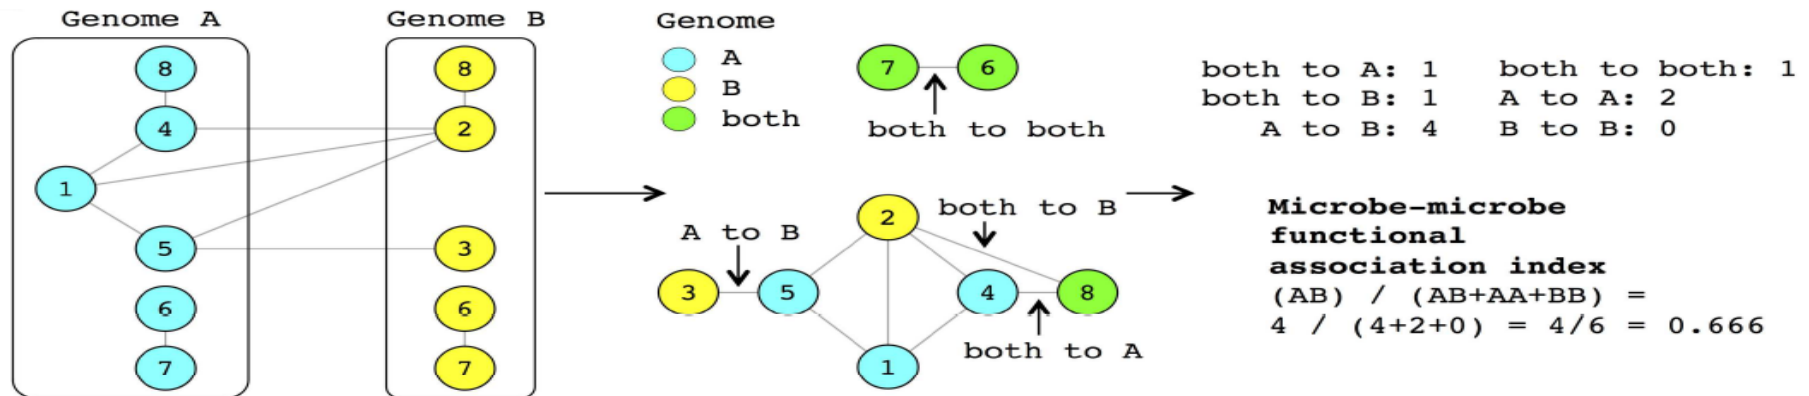 Genome A
8
4
1
5
6
7
Genome B
8
2
3
6
7
Genome
A
B
both
7 6
both to both
A to B
both to B
2
3 5 4 8
1
both to A
both to A: 1 both to both: 1
both to B: 1 A to A: 2
A to B: 4 B to B: 0
Microbe-microbe
functional
association index
(AB) / (AB+AA+BB) =
4 / (4+2+0) = 4/6 = 0.666